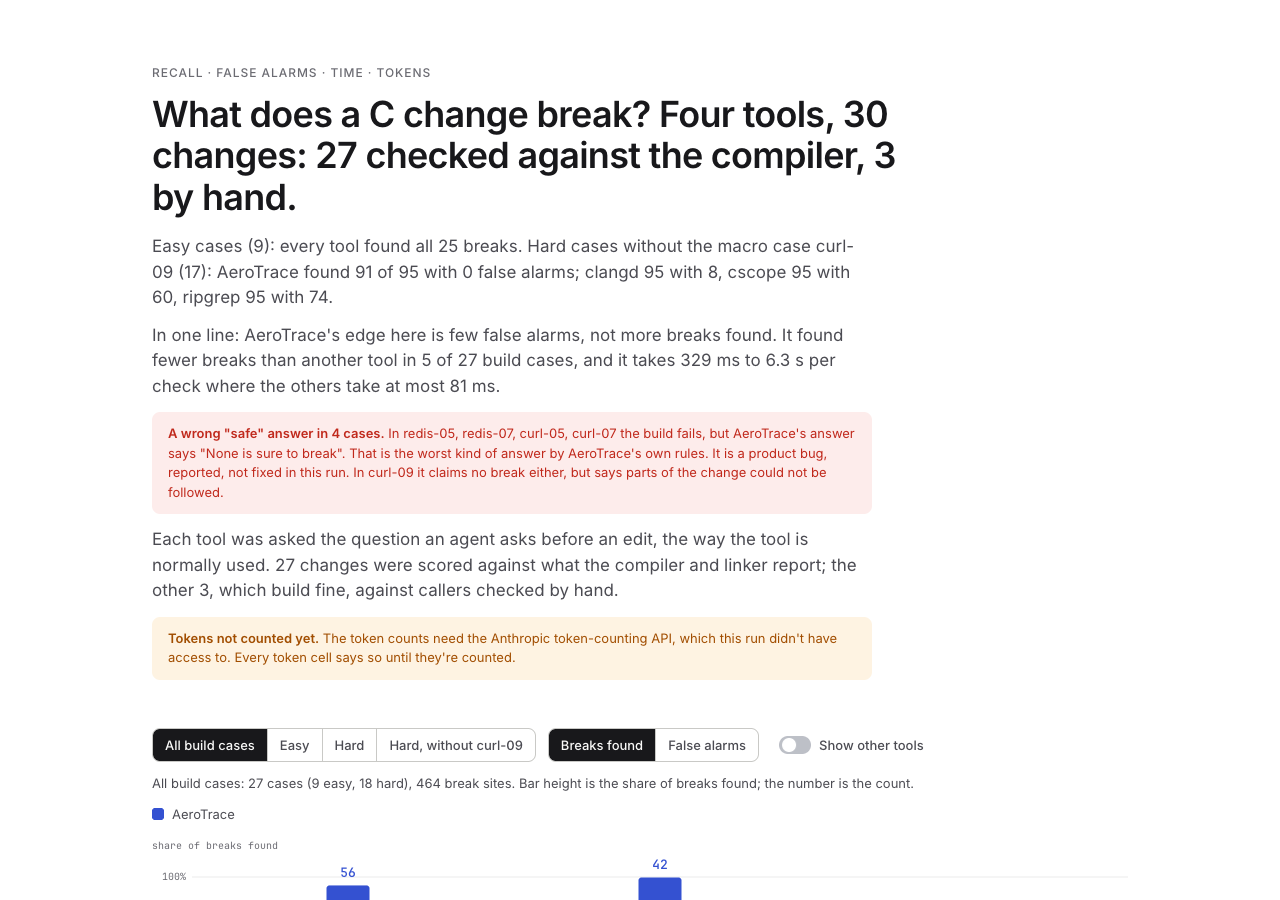 RECALL · FALSE ALARMS · TIME · TOKENS
What does a C change break? Four tools, 30
changes: 27 checked against the compiler, 3
by hand.
Easy cases (9): every tool found all 25 breaks. Hard cases without the macro case curl-
09 (17): AeroTrace found 91 of 95 with 0 false alarms; clangd 95 with 8, cscope 95 with
60, ripgrep 95 with 74.
In one line: AeroTrace's edge here is few false alarms, not more breaks found. It found
fewer breaks than another tool in 5 of 27 build cases, and it takes 329 ms to 6.3 s per
check where the others take at most 81 ms.
A wrong "safe" answer in 4 cases. In redis-05, redis-07, curl-05, curl-07 the build fails, but AeroTrace's answer
says "None is sure to break". That is the worst kind of answer by AeroTrace's own rules. It is a product bug,
reported, not fixed in this run. In curl-09 it claims no break either, but says parts of the change could not be
followed.
Each tool was asked the question an agent asks before an edit, the way the tool is
normally used. 27 changes were scored against what the compiler and linker report; the
other 3, which build fine, against callers checked by hand.
Tokens not counted yet. The token counts need the Anthropic token-counting API, which this run didn't have
access to. Every token cell says so until they're counted.
All build cases Easy Hard Hard, without curl-09 Breaks found False alarms Show other tools
All build cases: 27 cases (9 easy, 18 hard), 464 break sites. Bar height is the share of breaks found; the number is the count.
AeroTrace
share of breaks found
56 42
100%